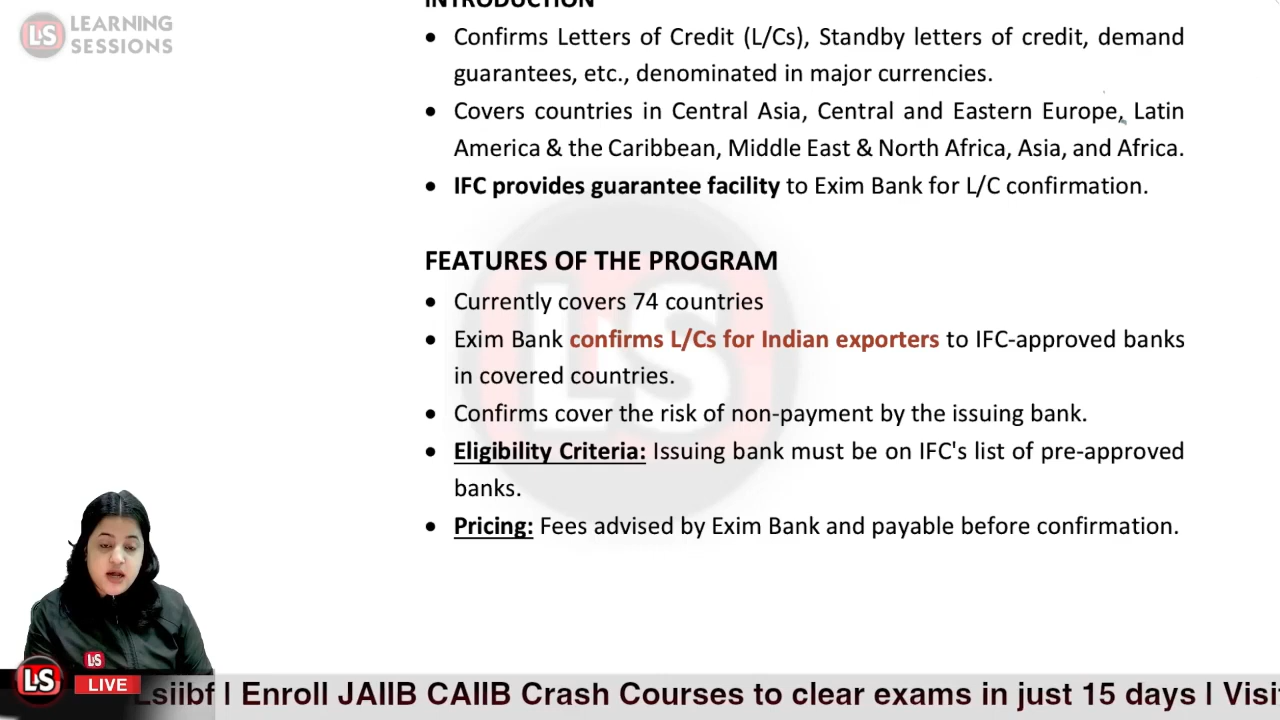 LEARNING
SESSIONS
INTRODUCTION
• Confirms Letters of Credit (L/Cs), Standby letters of credit, demand
guarantees, etc., denominated in major currencies.
• Covers countries in Central Asia, Central and Eastern Europe, Latin
America & the Caribbean, Middle East & North Africa, Asia, and Africa.
• IFC provides guarantee facility to Exim Bank for L/C confirmation.
FEATURES OF THE PROGRAM
• Currently covers 74 countries
• Exim Bank confirms L/Cs for Indian exporters to IFC-approved banks
in covered countries.
• Confirms cover the risk of non-payment by the issuing bank.
• Eligibility Criteria: Issuing bank must be on IFC's list of pre-approved
banks.
• Pricing: Fees advised by Exim Bank and payable before confirmation.
LS
LS
LS
LS
LIVE
Lsiibf | Enroll JAIIB CAIIB Crash Courses to clear exams in just 15 days | Visi